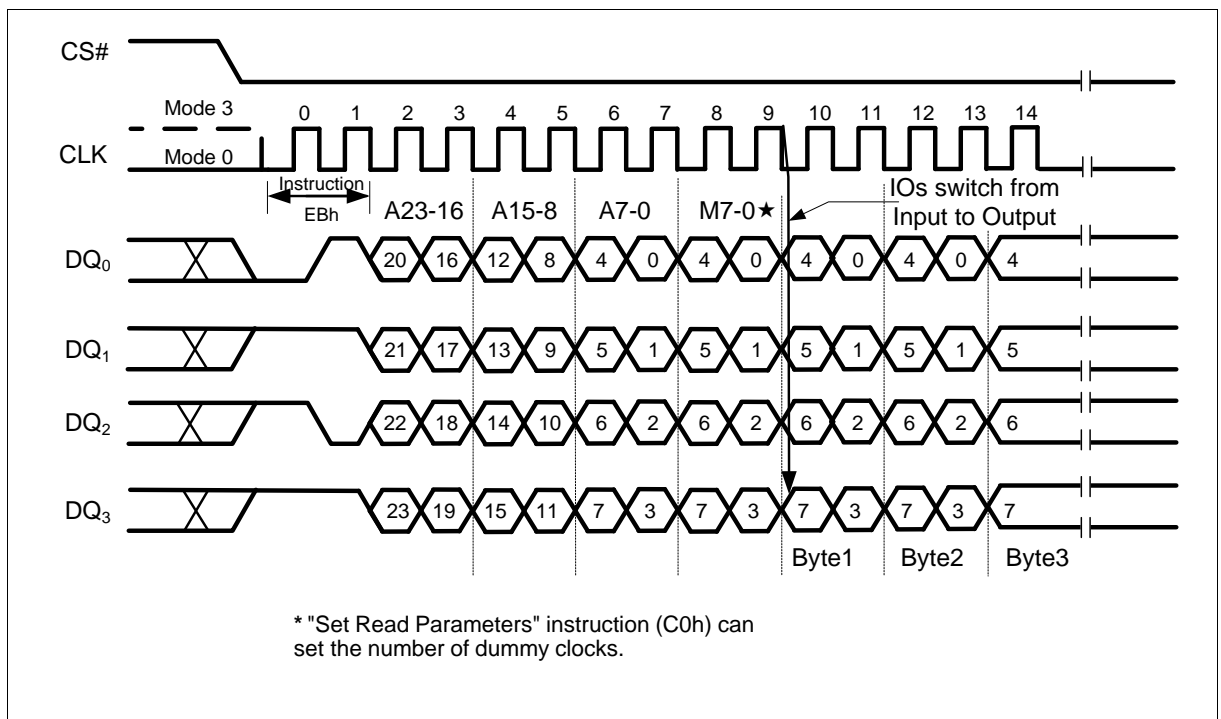 CS#
Mode 3
0 1 2 3 4 5 6 7 8 9 10 11 12 13 14
CLK
Mode 0
Instruction
IOs switch from
Input to Output
EBh
A23-16 A15-8 A7-0 M7-0★
DQ₀
20 16 12 8 4 0 4 0 4 0 4 0 4
DQ₁
21 17 13 9 5 1 5 1 5 1 5 1 5
DQ₂
22 18 14 10 6 2 6 2 6 2 6 2 6
DQ₃
23 19 15 11 7 3 7 3 7 3 7 3 7
Byte1 Byte2 Byte3
* "Set Read Parameters" instruction (C0h) can
set the number of dummy clocks.